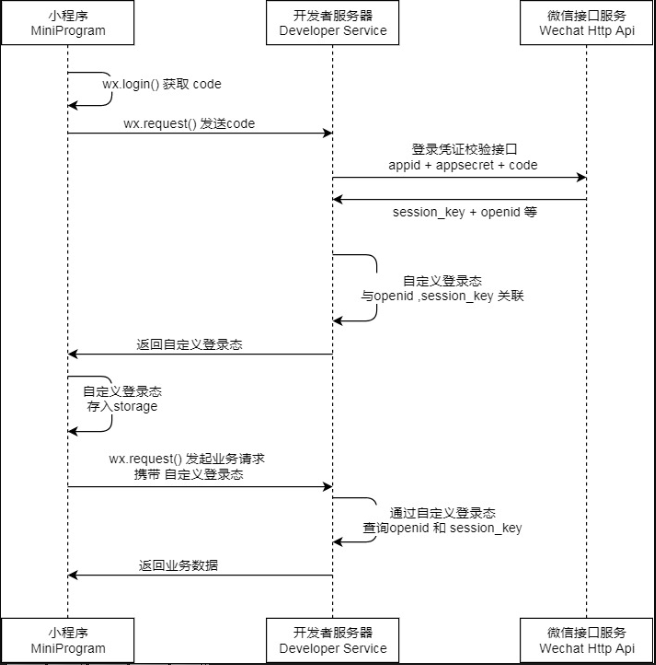 小程序
MiniProgram
开发者服务器
Developer Service
微信接口服务
Wechat Http Api
wx.login() 获取 code
wx.request() 发送code
登录凭证校验接口
appid + appsecret + code
session_key + openid 等
自定义登录态
与openid ,session_key 关联
返回自定义登录态
自定义登录态
存入storage
wx.request() 发起业务请求
携带 自定义登录态
通过自定义登录态
查询openid 和 session_key
返回业务数据
小程序
MiniProgram
开发者服务器
Developer Service
微信接口服务
Wechat Http Api